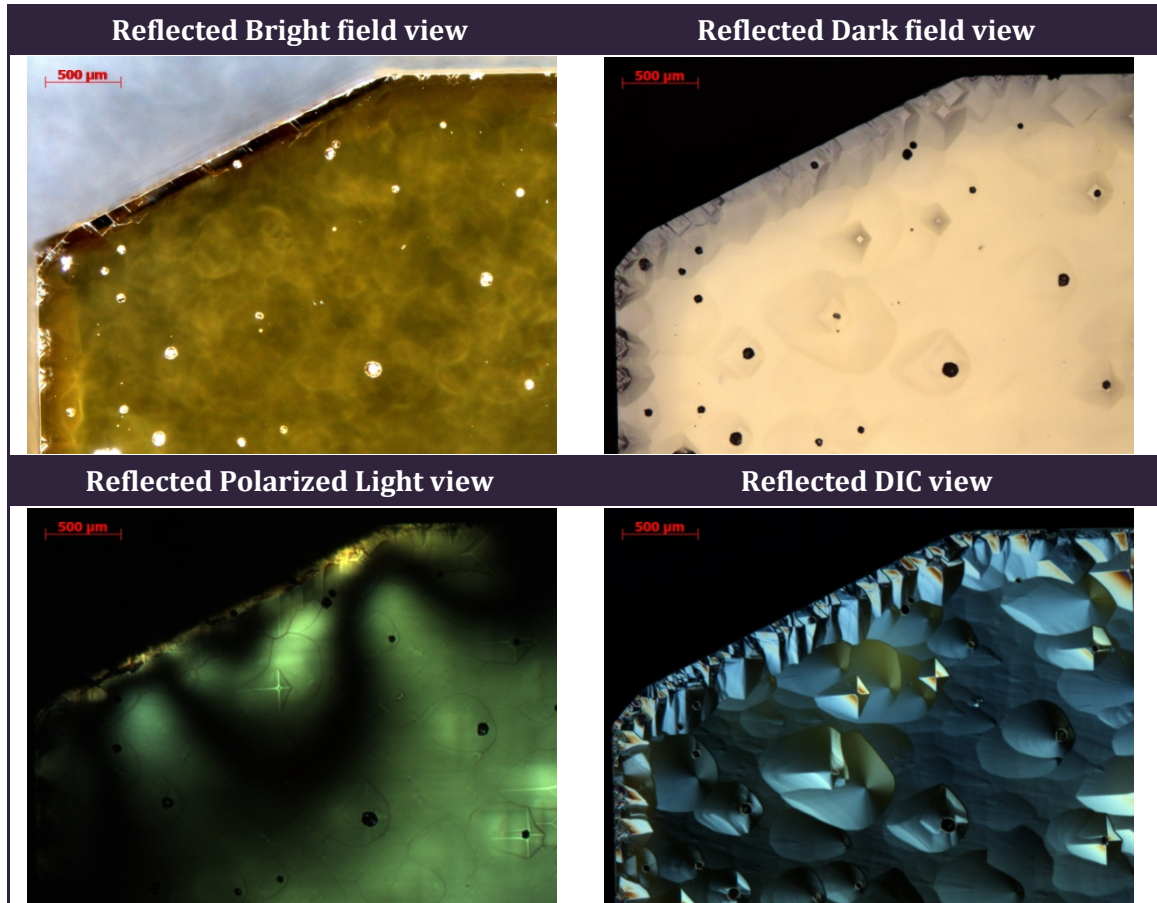 Reflected Bright field view
Reflected Dark field view
500 µm
500 µm
Reflected Polarized Light view
Reflected DIC view
500 µm
500 µm